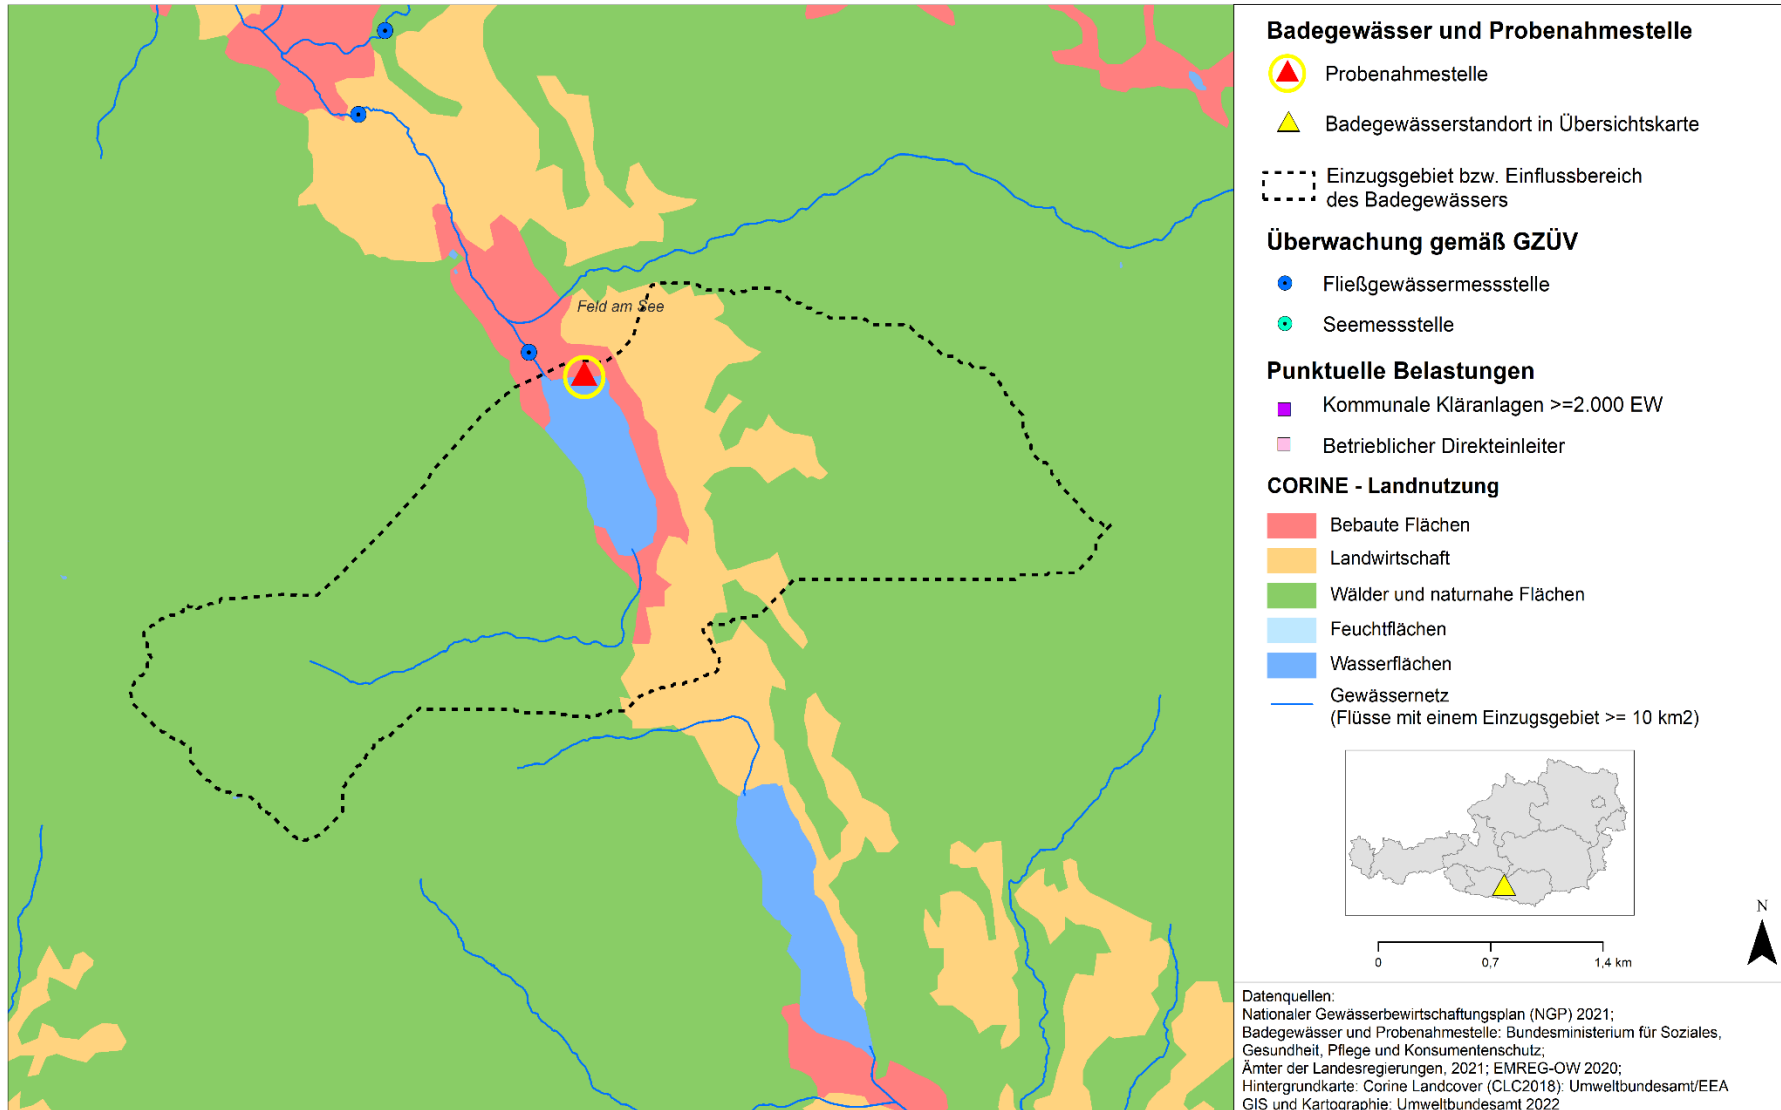 Feld am See
Badegewässer und Probenahmestelle
Probenahmestelle
Badegewässerstandort in Übersichtskarte
Einzugsgebiet bzw. Einflussbereich
des Badegewässers
Überwachung gemäß GZÜV
Fließgewässermessstelle
Seemessstelle
Punktuelle Belastungen
Kommunale Kläranlagen >=2.000 EW
Betrieblicher Direkteinleiter
CORINE - Landnutzung
Bebaute Flächen
Landwirtschaft
Wälder und naturnahe Flächen
Feuchtflächen
Wasserflächen
Gewässernetz
(Flüsse mit einem Einzugsgebiet >= 10 km2)
N
0 0,7 1,4 km
Datenquellen:
Nationaler Gewässerbewirtschaftungsplan (NGP) 2021;
Badegewässer und Probenahmestelle: Bundesministerium für Soziales,
Gesundheit, Pflege und Konsumentenschutz;
Ämter der Landesregierungen, 2021; EMREG-OW 2020;
Hintergrundkarte: Corine Landcover (CLC2018): Umweltbundesamt/EEA
GIS und Kartographie: Umweltbundesamt 2022